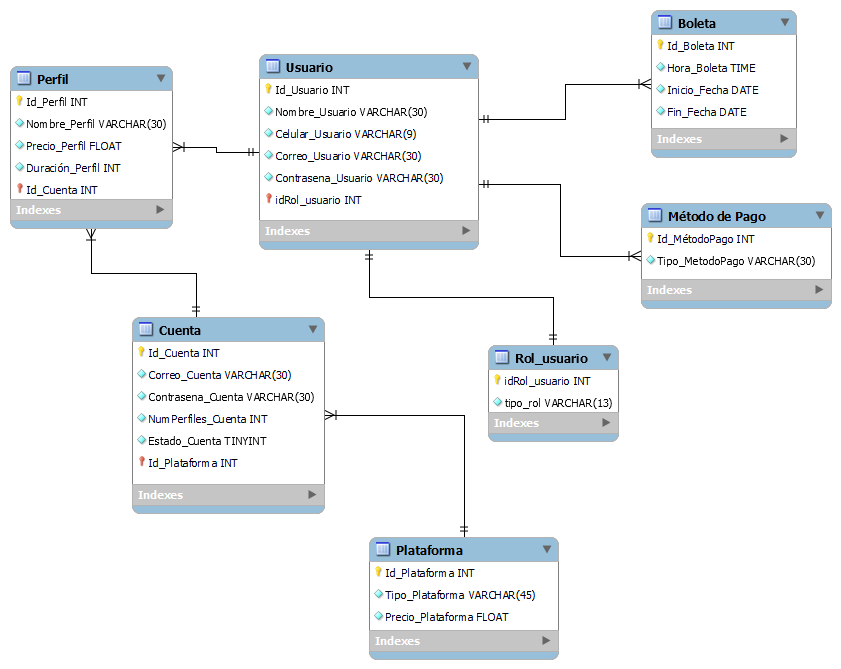 Perfil
Id_Perfil INT
Nombre_Perfil VARCHAR(30)
Precio_Perfil FLOAT
Duración_Perfil INT
Id_Cuenta INT
Indexes
Usuario
Id_Usuario INT
Nombre_Usuario VARCHAR(30)
Celular_Usuario VARCHAR(9)
Correo_Usuario VARCHAR(30)
Contrasena_Usuario VARCHAR(30)
idRol_usuario INT
Indexes
Boleta
Id_Boleta INT
Hora_Boleta TIME
Inicio_Fecha DATE
Fin_Fecha DATE
Indexes
Método de Pago
Id_MétodoPago INT
Tipo_MetodoPago VARCHAR(30)
Indexes
Cuenta
Id_Cuenta INT
Correo_Cuenta VARCHAR(30)
Contrasena_Cuenta VARCHAR(30)
NumPerfiles_Cuenta INT
Estado_Cuenta TINYINT
Id_Plataforma INT
Indexes
Rol_usuario
idRol_usuario INT
tipo_rol VARCHAR(13)
Indexes
Plataforma
Id_Plataforma INT
Tipo_Plataforma VARCHAR(45)
Precio_Plataforma FLOAT
Indexes